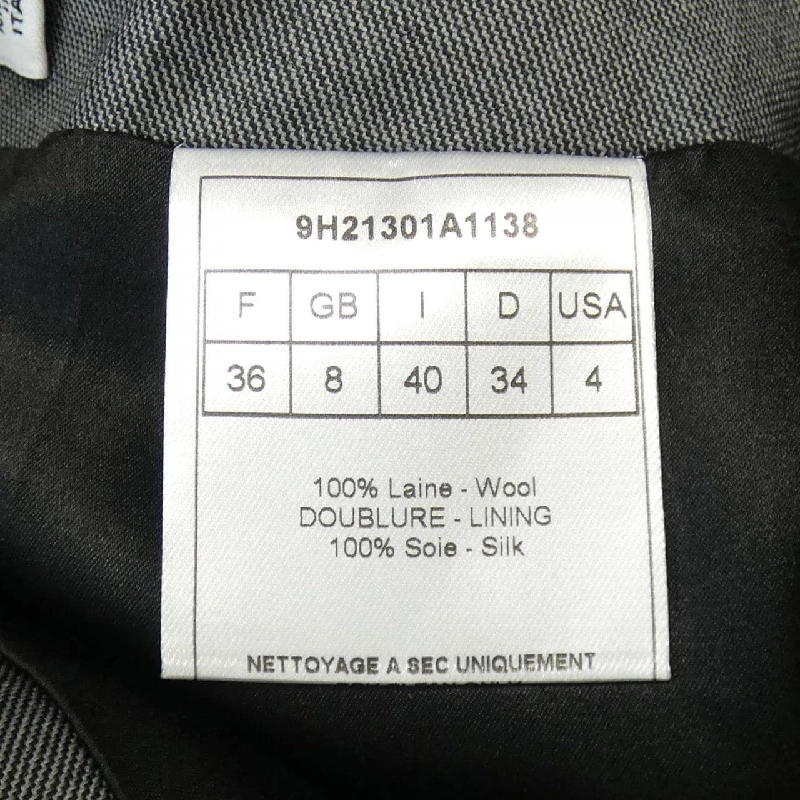 ITA
9H21301A1138
F GB I D USA
36 8 40 34 4
100% Laine - Wool
DOUBLURE - LINING
100% Soie - Silk
NETTOYAGE A SEC UNIQUEMENT